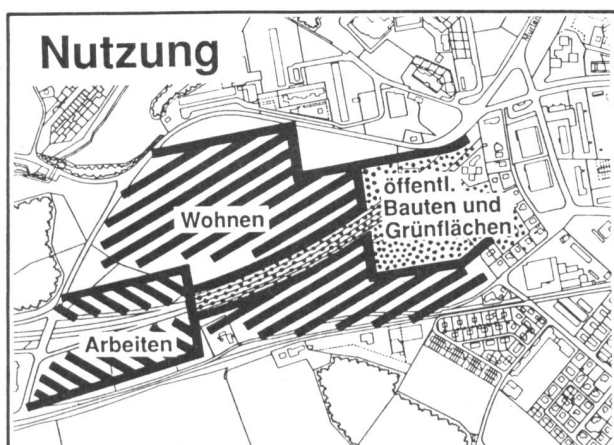 Nutzung
öffentl.
Bauten und
Grünflächen
Wohnen
Arbeiten